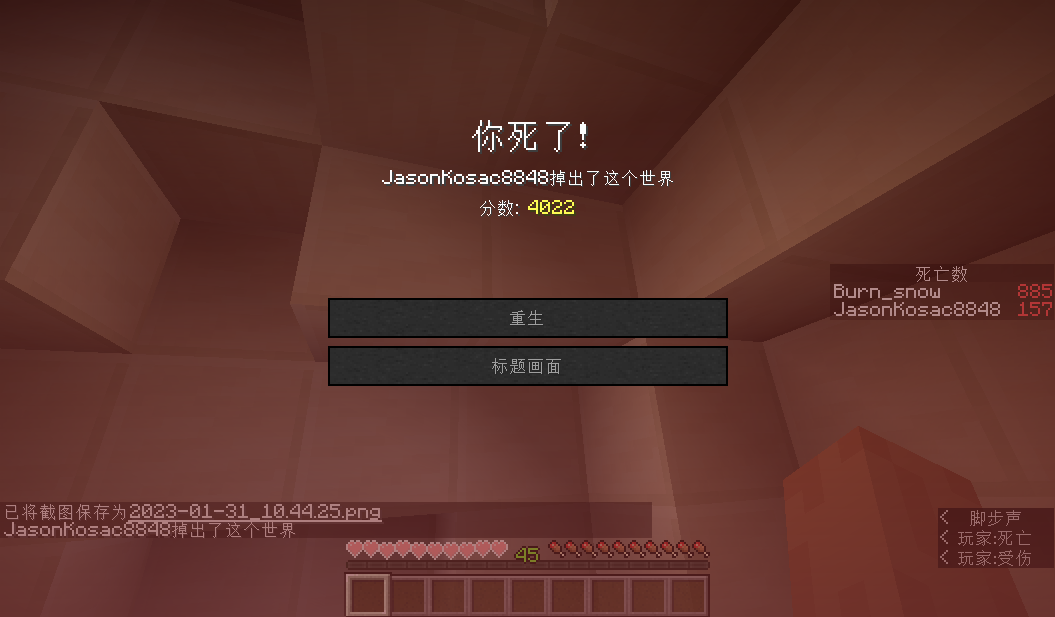 你死了!
JasonKosac8848掉出了这个世界
分数: 4022
死亡数
Burn_snow 885
JasonKosac8848 157
重生
标题画面
已将截图保存为2023-01-31_10.44.25.png
JasonKosac8848掉出了这个世界
< 脚步声
< 玩家:死亡
< 玩家:受伤
45